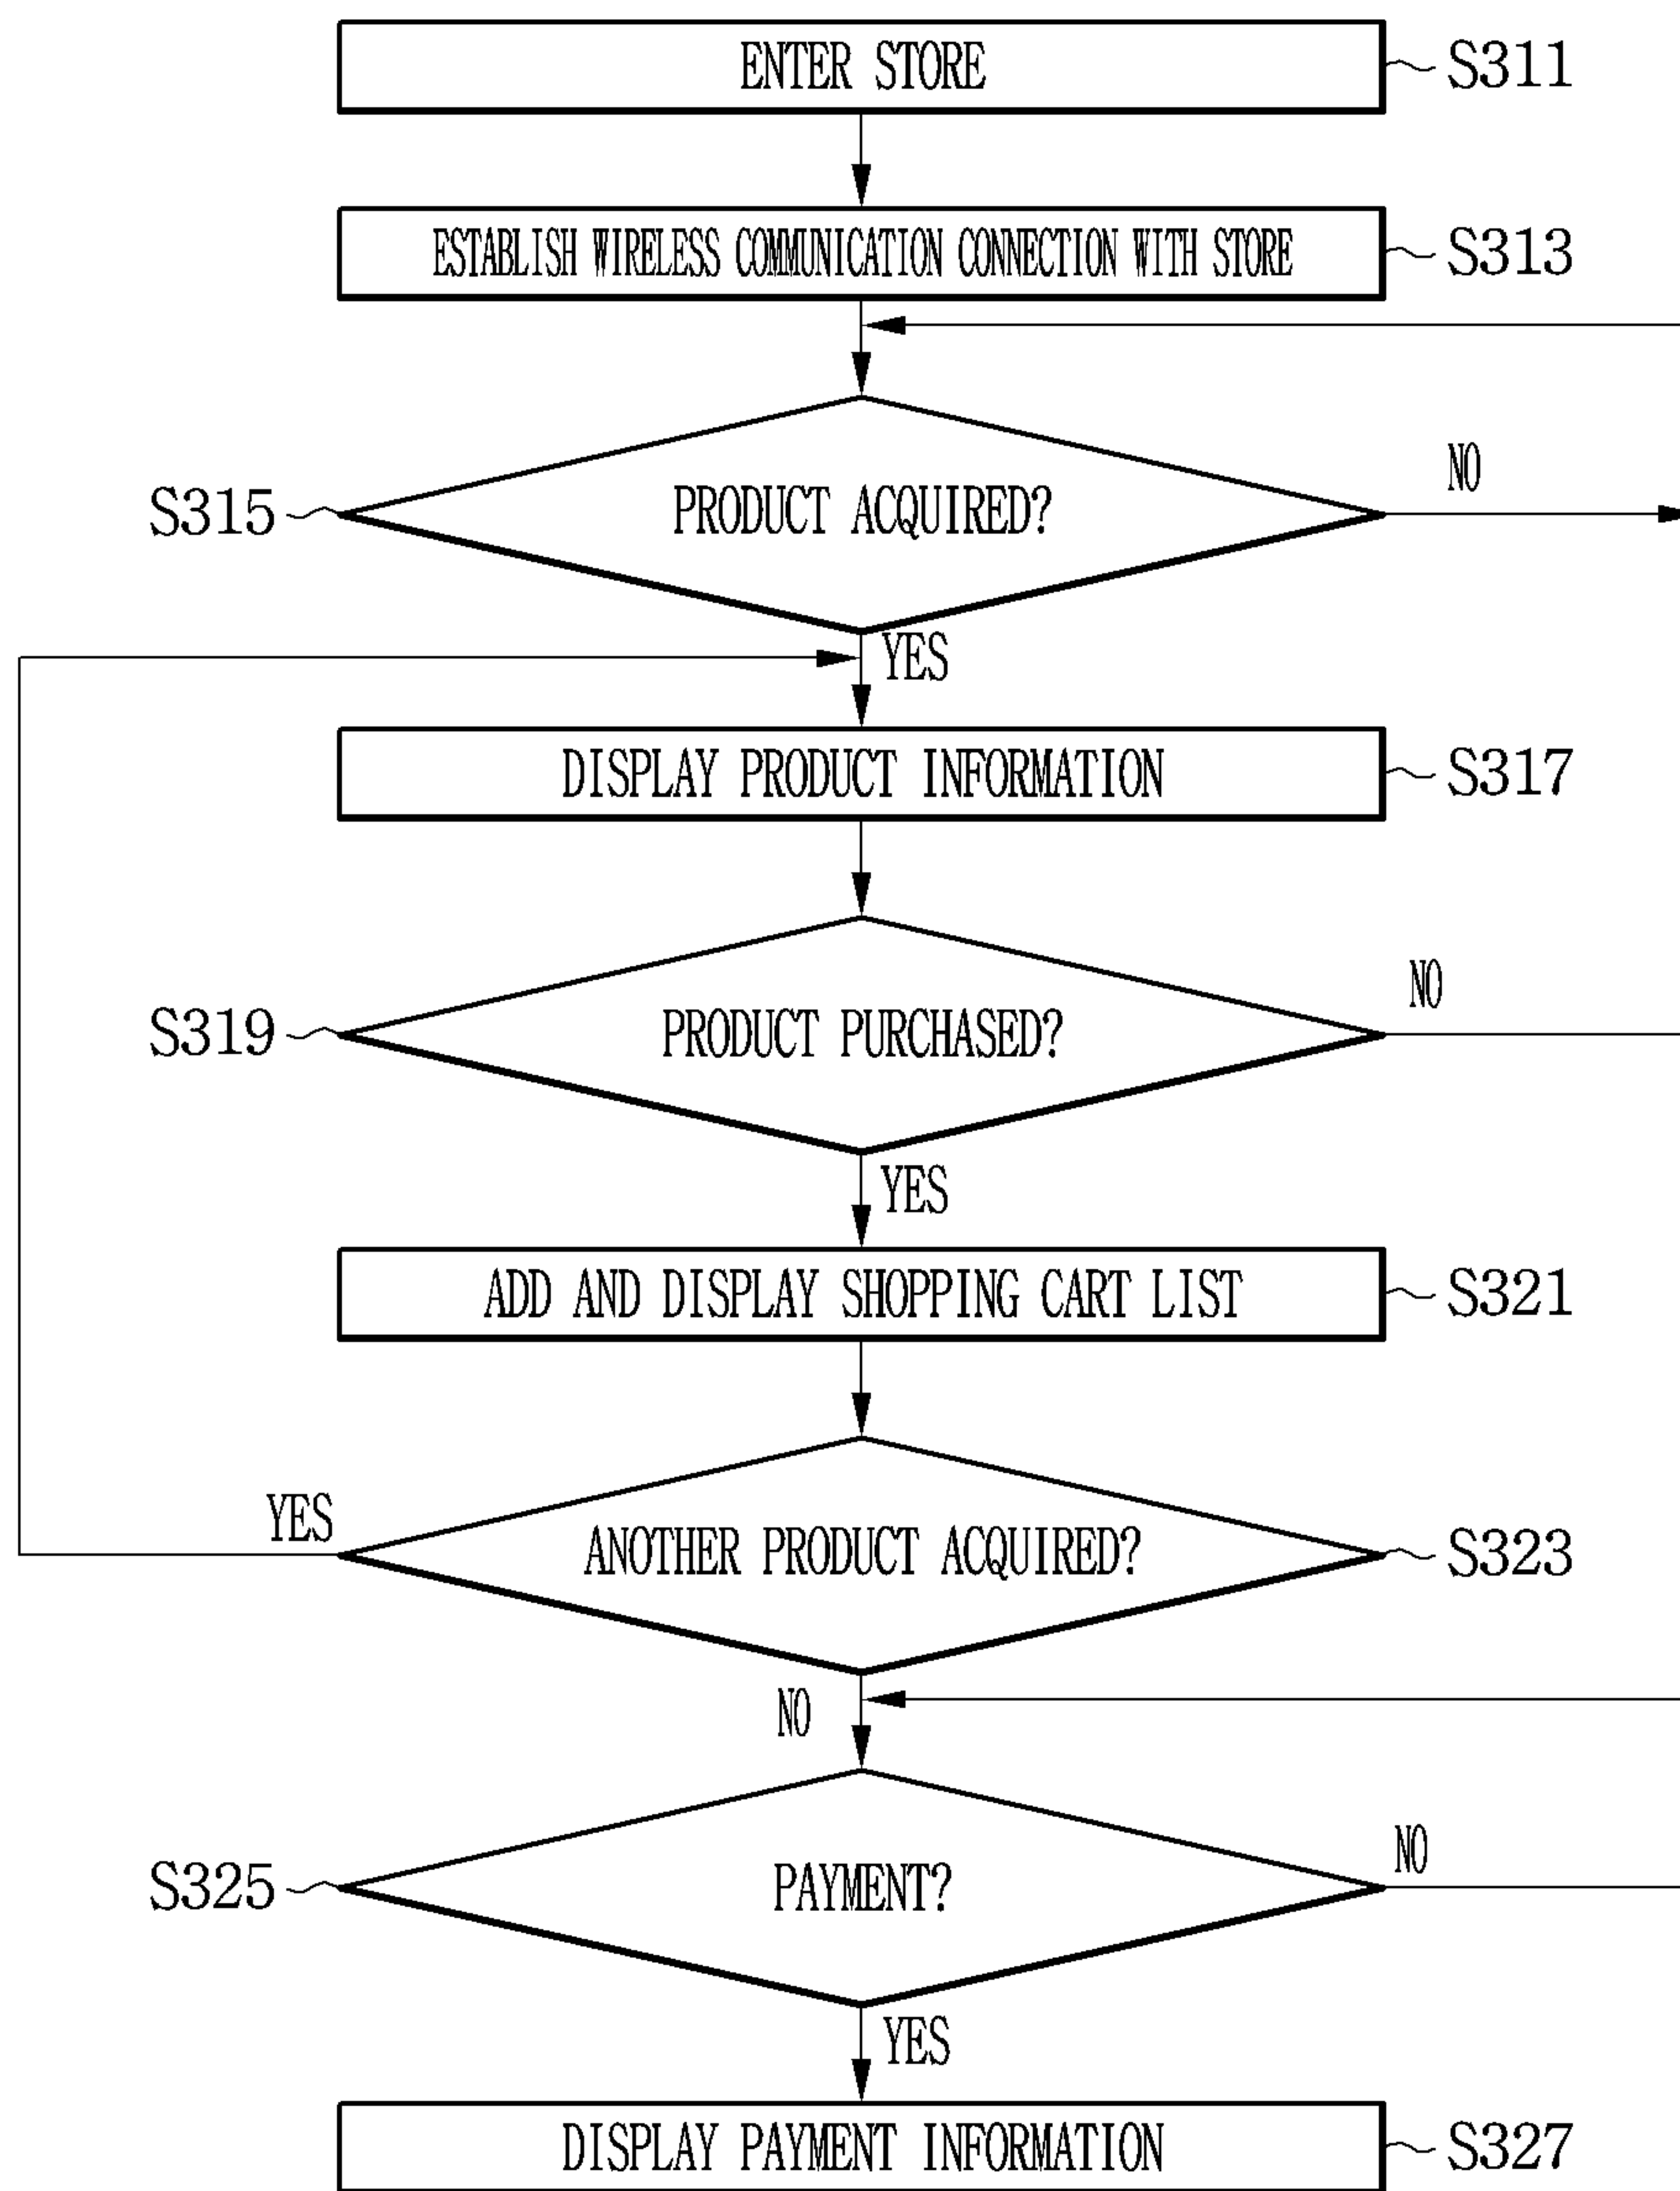 ENTER STORE S311
ESTABLISH WIRELESS COMMUNICATION CONNECTION WITH STORE S313
NO
S315 PRODUCT ACQUIRED?
YES
DISPLAY PRODUCT INFORMATION S317
NO
S319 PRODUCT PURCHASED?
YES
ADD AND DISPLAY SHOPPING CART LIST S321
YES
ANOTHER PRODUCT ACQUIRED? S323
NO
NO
S325 PAYMENT?
YES
DISPLAY PAYMENT INFORMATION S327